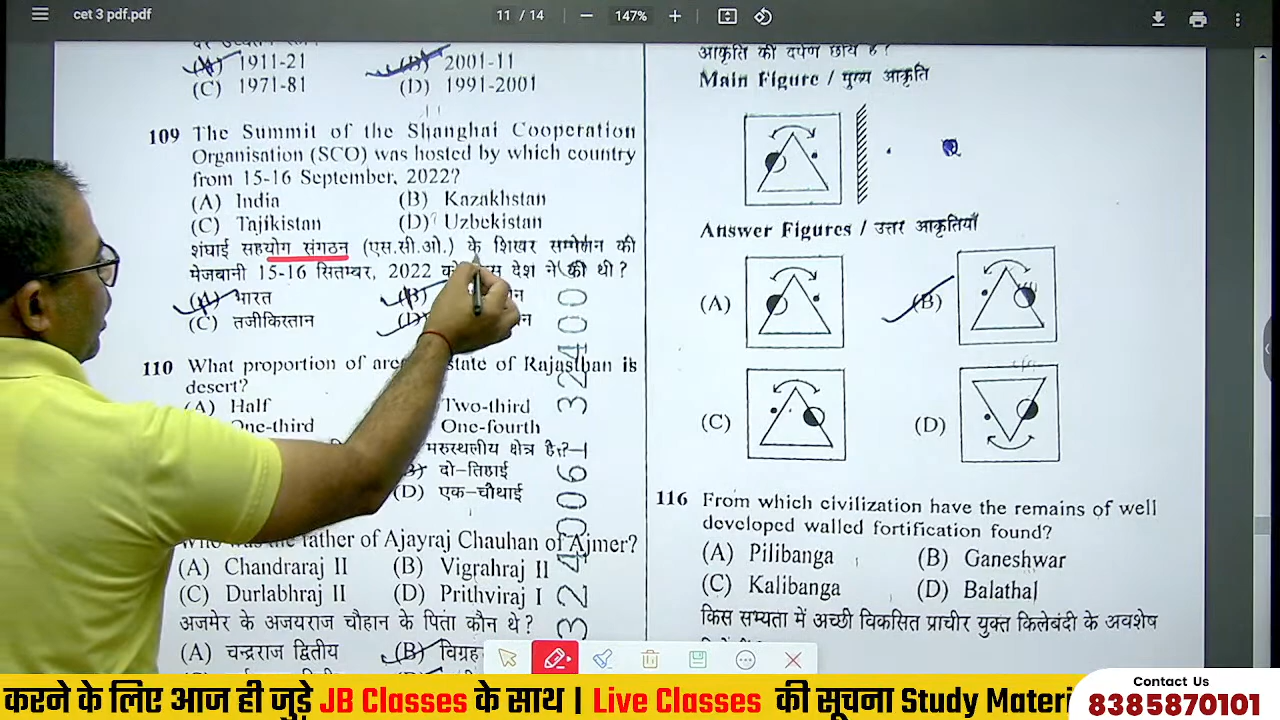 cet 3 pdf.pdf
11 / 14
147%
(A) 1911-21 (B) 2001-11
(C) 1971-81 (D) 1991-2001
109 The Summit of the Shanghai Cooperation
Organisation (SCO) was hosted by which country
from 15-16 September, 2022?
(A) India (B) Kazakhstan
(C) Tajikistan (D) Uzbekistan
शंघाई सहयोग संगठन (एस.सी.ओ.) के शिखर सम्मेलन की
मेजबानी 15-16 सितम्बर, 2022 को देश ने की थी?
(A) भारत (B)
(C) तजीकिस्तान (D)
110 What proportion of state of Rajasthan is
desert?
(A) Half Two-third
One-third One-fourth
मरुस्थलीय क्षेत्र है?
दो-तिहाई
(D) एक-चौथाई
Who was the father of Ajayraj Chauhan of Ajmer?
(A) Chandraraj II (B) Vigrahraj II
(C) Durlabhraj II (D) Prithviraj I
अजमेर के अजयराज चौहान के पिता कौन थे?
(A) चन्द्रराज द्वितीय (B)
आकृति की दर्पण छाया है?
Main Figure / मुख्य आकृति
Answer Figures / उत्तर आकृतियाँ
(A) (B)
(C) (D)
116 From which civilization have the remains of well
developed walled fortification found?
(A) Pilibanga (B) Ganeshwar
(C) Kalibanga (D) Balathal
किस सभ्यता में अच्छी विकसित प्राचीर युक्त किलेबंदी के अवशेष
करने के लिए आज ही जुड़े JB Classes के साथ | Live Classes की सूचना Study
Contact Us
8385870101